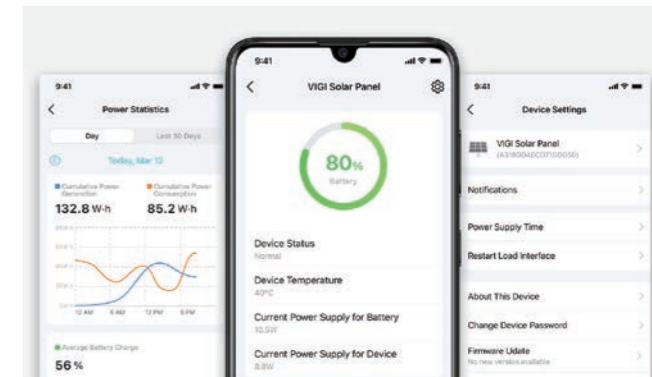 9:41
Power Statistics
Day
Last 30 Days
Today, Mar 13
Cumulative Power
Generation
Cumulative Power
Consumption
132.8 W·h
85.2 W·h
12 AM
6 AM
12 PM
6 PM
Average Battery Charge
56 %
9:41
VIGI Solar Panel
80%
Battery
Device Status
Normal
Device Temperature
40°C
Current Power Supply for Battery
10.5W
Current Power Supply for Device
8.8W
9:41
Device Settings
VIGI Solar Panel
Notifications
Power Supply Time
Restart Load Interface
About This Device
Change Device Password
Firmware Udate
No new version available